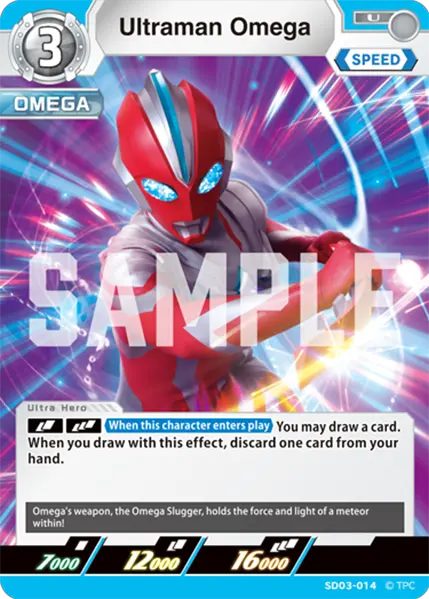 3
Ultraman Omega
U
SPEED
OMEGA
SAMPLE
Ultra Hero
When this character enters play You may draw a card.
When you draw with this effect, discard one card from your
hand.
Omega's weapon, the Omega Slugger, holds the force and light of a meteor
within!
7000 12000 16000
SD03-014 © TPC